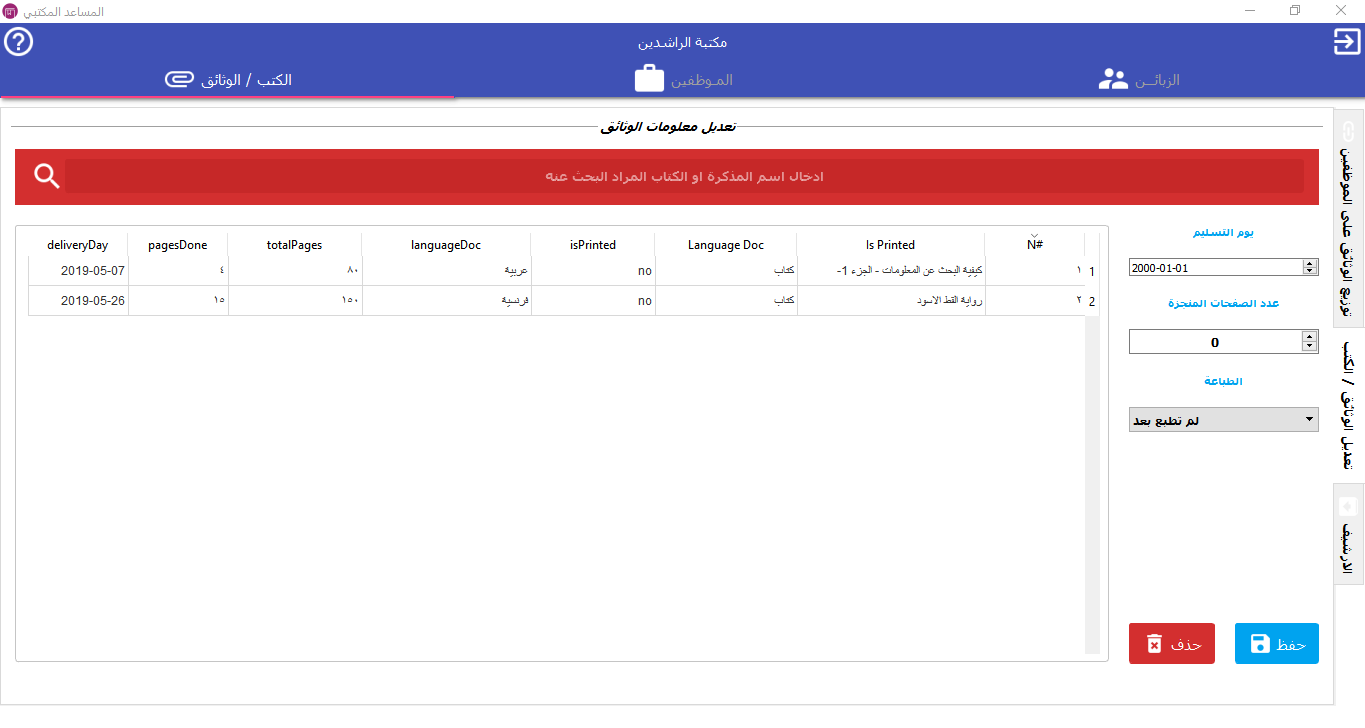 المساعد المكتبي
مكتبة الراشدين
الزبائــن
المـوظفين
الكتب / الوثائق
تعديل معلومات الوثائق
ادخال اسم المذكرة او الكتاب المراد البحث عنه
N#	Is Printed	Language Doc	isPrinted	languageDoc	totalPages	pagesDone	deliveryDay
1	١	كيفية البحث عن المعلومات - الجزء 1-	كتاب	no	عربية	٨٠	٤	2019-05-07
2	٢	رواية القط الاسود	كتاب	no	فرنسية	١٥٠	١٥	2019-05-26
يوم التسليم
2000-01-01
عدد الصفحات المنجزة
0
الطباعة
لم تطبع بعد
حفظ
حذف
توزيع الوثائق على الموظفين
تعديل الوثائق / الكتب
الارشيف